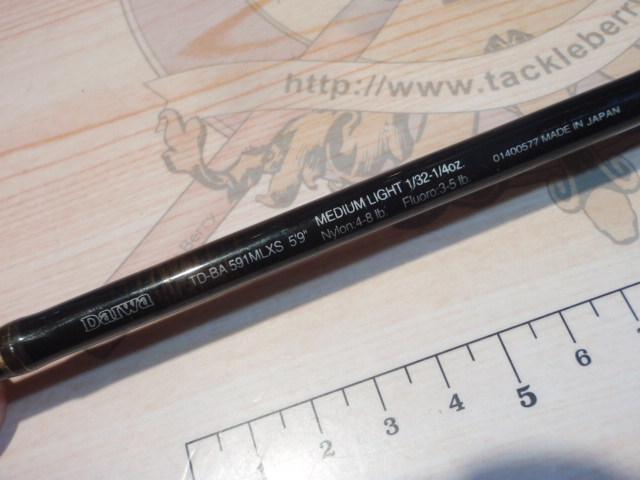 http://www.tackleberr
Berry
DAIWA
TD-BA 591MLXS 5'9" MEDIUM LIGHT 1/32-1/4oz.
Nylon:4-8 lb. Fluoro:3-5 lb.
01400577 MADE IN JAPAN
1 2 3 4 5 6